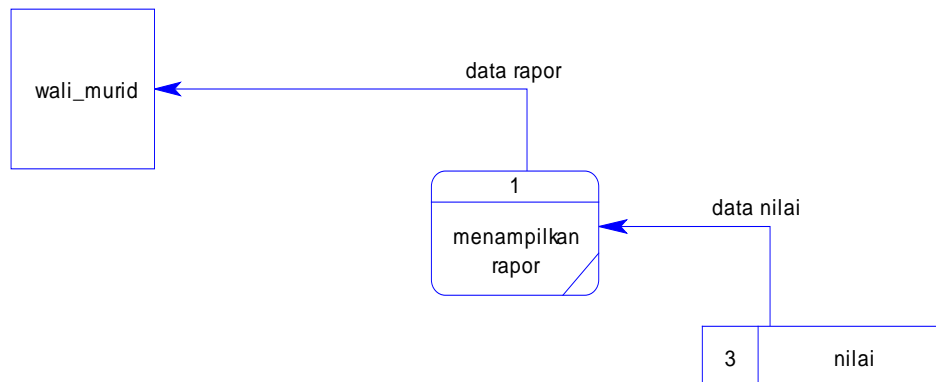 data rapor
wali_murid
1
data nilai
menampilkan
rapor
3
nilai